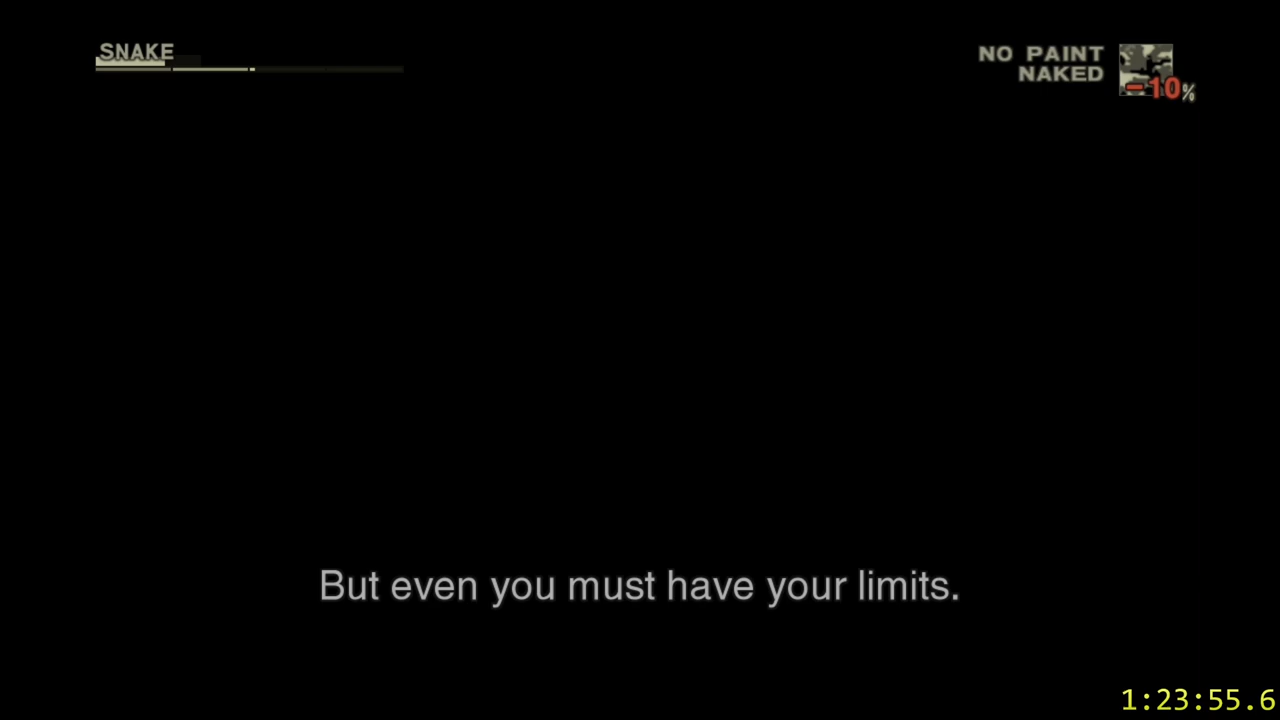 SNAKE
NO PAINT
NAKED
-10%
But even you must have your limits.
1:23:55.6